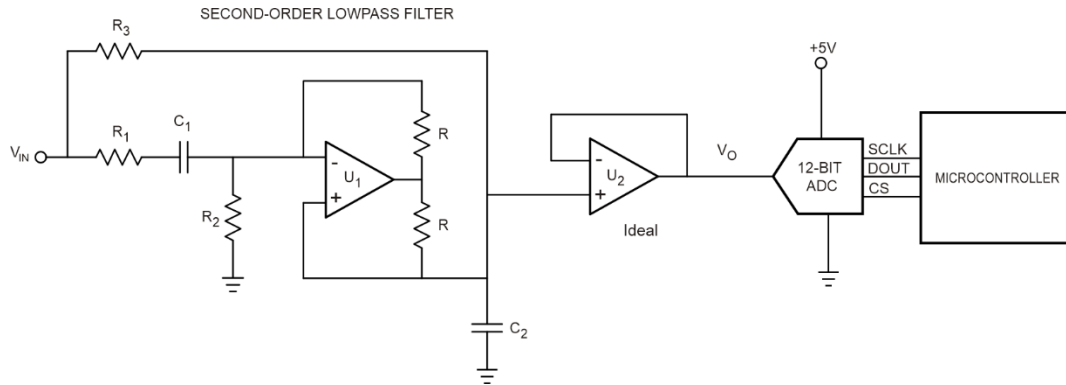 SECOND-ORDER LOWPASS FILTER
R3
+5V
R1
C1
VIN
R
U1
-
+
R2
R
-
+
U2
Ideal
VO
12-BIT
ADC
SCLK
DOUT
CS
MICROCONTROLLER
C2